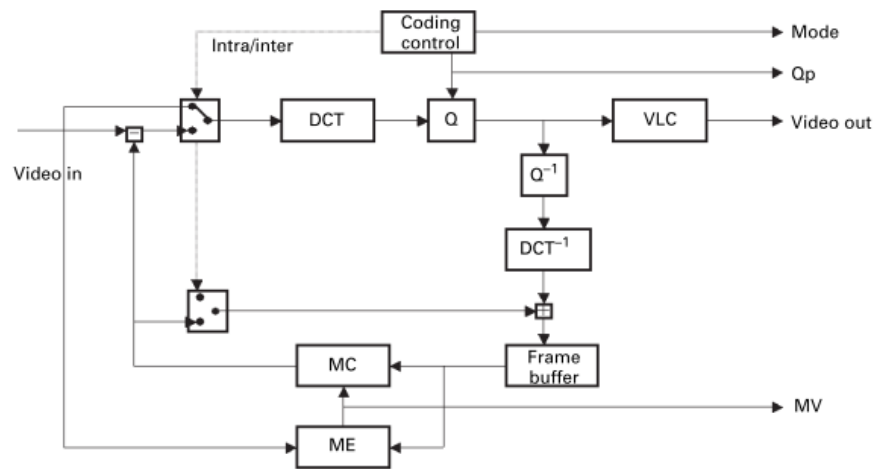 Coding
control
Mode
Intra/inter
Qp
DCT
Q
VLC
Video out
Video in
Q⁻¹
DCT⁻¹
MC
Frame
buffer
MV
ME